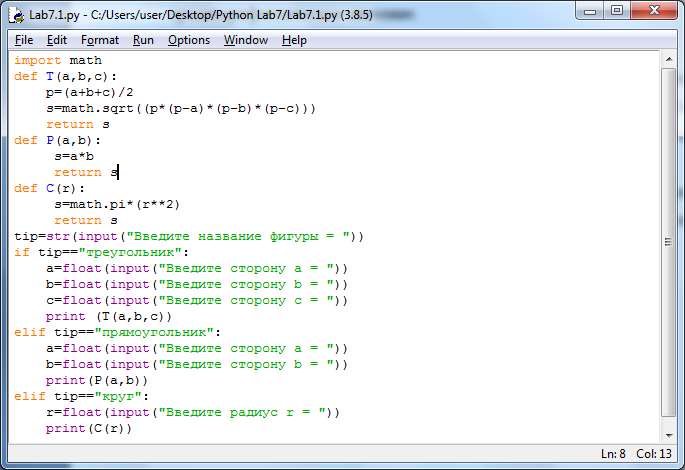 Lab7.1.py - C:/Users/user/Desktop/Python Lab7/Lab7.1.py (3.8.5)
File Edit Format Run Options Window Help
import math
def T(a,b,c):
    p=(a+b+c)/2
    s=math.sqrt((p*(p-a)*(p-b)*(p-c)))
    return s
def P(a,b):
     s=a*b
     return s
def C(r):
     s=math.pi*(r**2)
     return s
tip=str(input("Введите название фигуры = "))
if tip=="треугольник":
    a=float(input("Введите сторону a = "))
    b=float(input("Введите сторону b = "))
    c=float(input("Введите сторону c = "))
    print (T(a,b,c))
elif tip=="прямоугольник":
    a=float(input("Введите сторону a = "))
    b=float(input("Введите сторону b = "))
    print(P(a,b))
elif tip=="круг":
    r=float(input("Введите радиус r = "))
    print(C(r))
Ln: 8 Col: 13